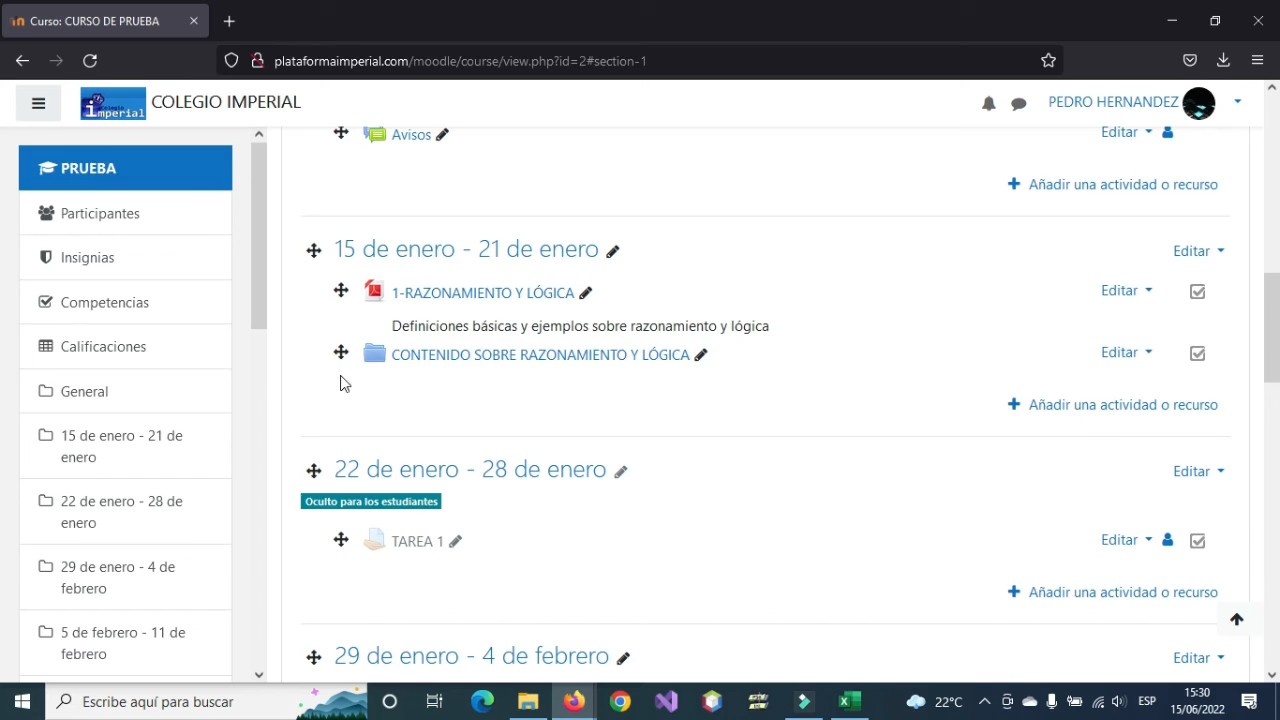 Curso: CURSO DE PRUEBA
plataformaimperial.com/moodle/course/view.php?id=2#section-1
imperial
COLEGIO IMPERIAL
PEDRO HERNANDEZ
PRUEBA
Participantes
Insignias
Competencias
Calificaciones
General
15 de enero - 21 de
enero
22 de enero - 28 de
enero
29 de enero - 4 de
febrero
5 de febrero - 11 de
febrero
Avisos
Editar
Añadir una actividad o recurso
15 de enero - 21 de enero
Editar
1-RAZONAMIENTO Y LÓGICA
Editar
Definiciones básicas y ejemplos sobre razonamiento y lógica
CONTENIDO SOBRE RAZONAMIENTO Y LÓGICA
Editar
Añadir una actividad o recurso
22 de enero - 28 de enero
Editar
Oculto para los estudiantes
TAREA 1
Editar
Añadir una actividad o recurso
29 de enero - 4 de febrero
Editar
Escribe aquí para buscar
22°C
ESP
15:30
15/06/2022